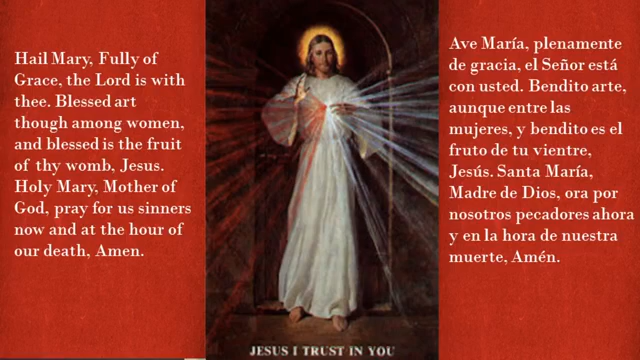 Hail Mary, Fully of
Grace, the Lord is with
thee. Blessed art
though among women,
and blessed is the fruit
of thy womb, Jesus.
Holy Mary, Mother of
God, pray for us sinners
now and at the hour of
our death, Amen.
JESUS I TRUST IN YOU
Ave María, plenamente
de gracia, el Señor está
con usted. Bendito arte,
aunque entre las
mujeres, y bendito es el
fruto de tu vientre,
Jesús. Santa María,
Madre de Dios, ora por
nosotros pecadores ahora
y en la hora de nuestra
muerte, Amén.